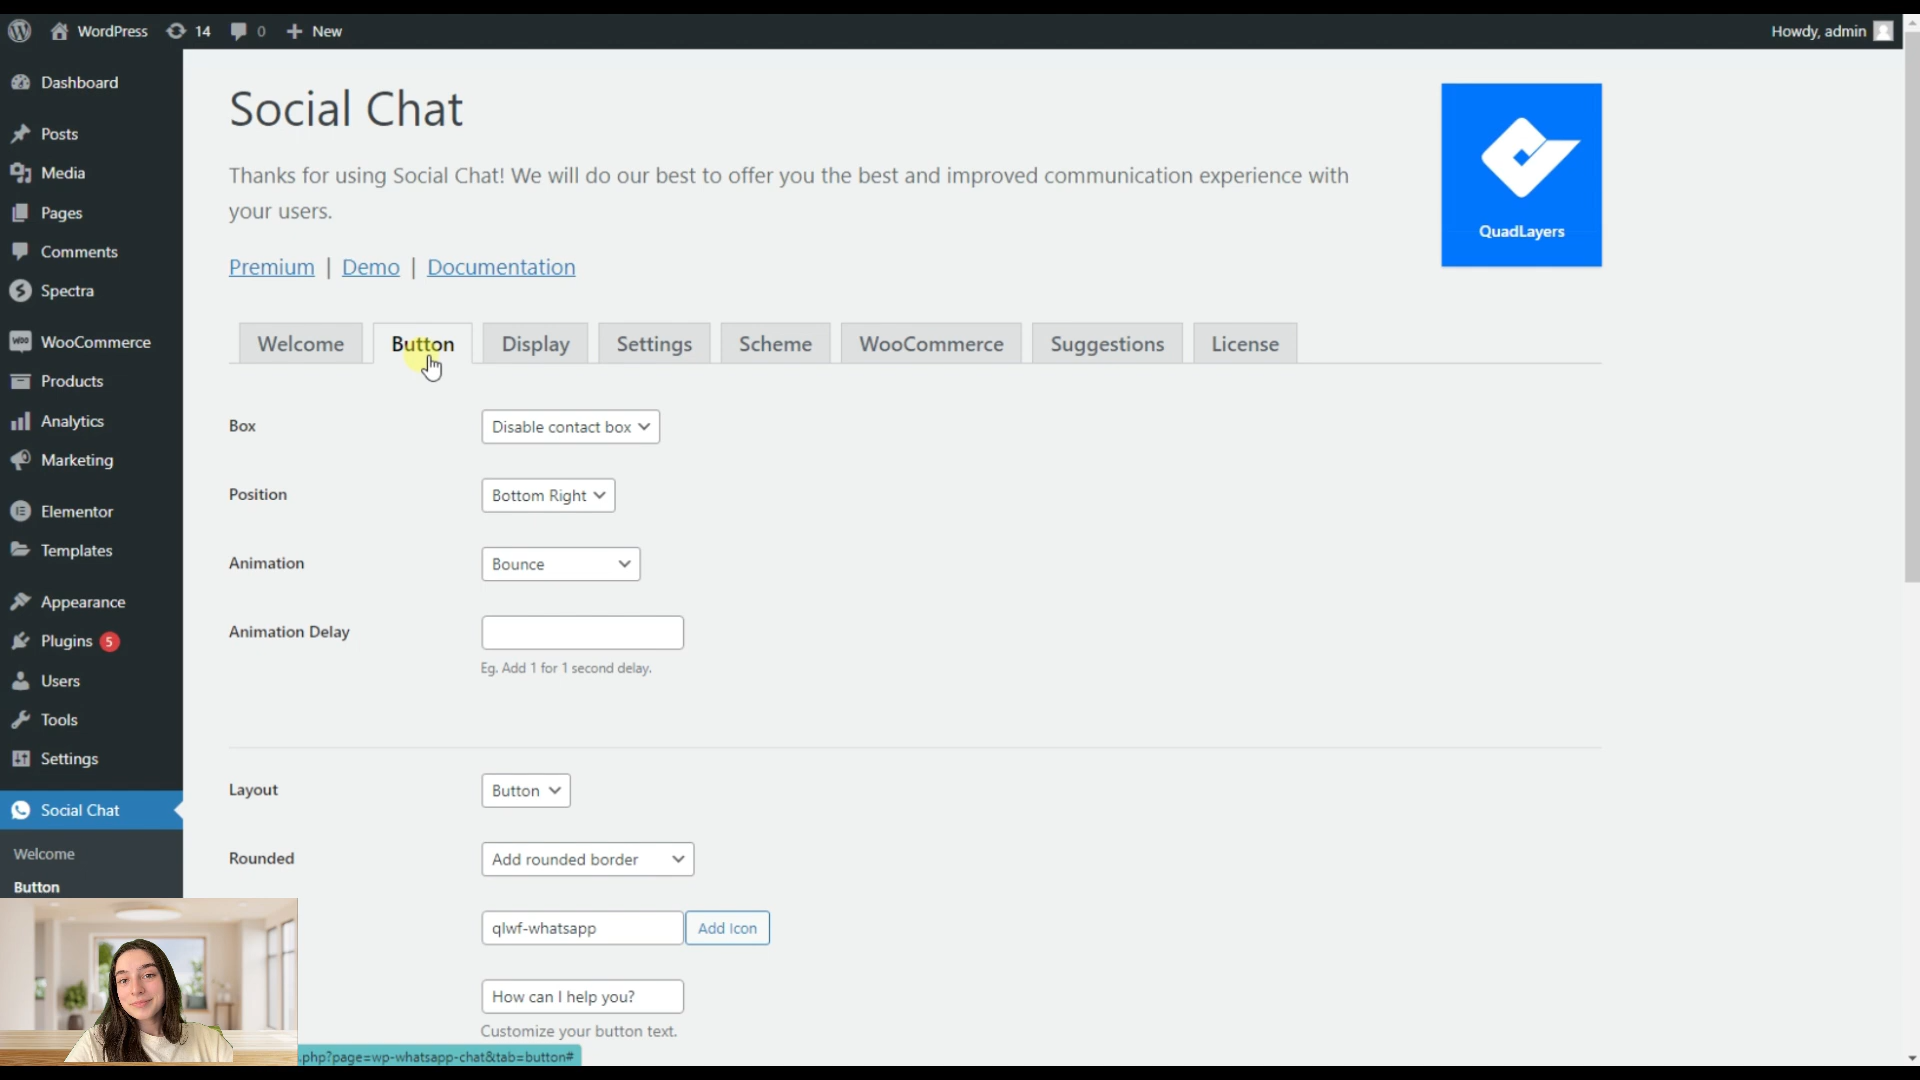 WordPress 14 0 New Howdy, admin
Dashboard
Posts
Media
Pages
Comments
Spectra
WooCommerce
Products
Analytics
Marketing
Elementor
Templates
Appearance
Plugins 5
Users
Tools
Settings
Social Chat
Welcome
Button
Social Chat
Thanks for using Social Chat! We will do our best to offer you the best and improved communication experience with
your users.
Premium | Demo | Documentation
QuadLayers
Welcome Button Display Settings Scheme WooCommerce Suggestions License
Box Disable contact box
Position Bottom Right
Animation Bounce
Animation Delay
Eg. Add 1 for 1 second delay.
Layout Button
Rounded Add rounded border
qlwf-whatsapp Add Icon
How can I help you?
Customize your button text.
.php?page=wp-whatsapp-chat&tab=button#